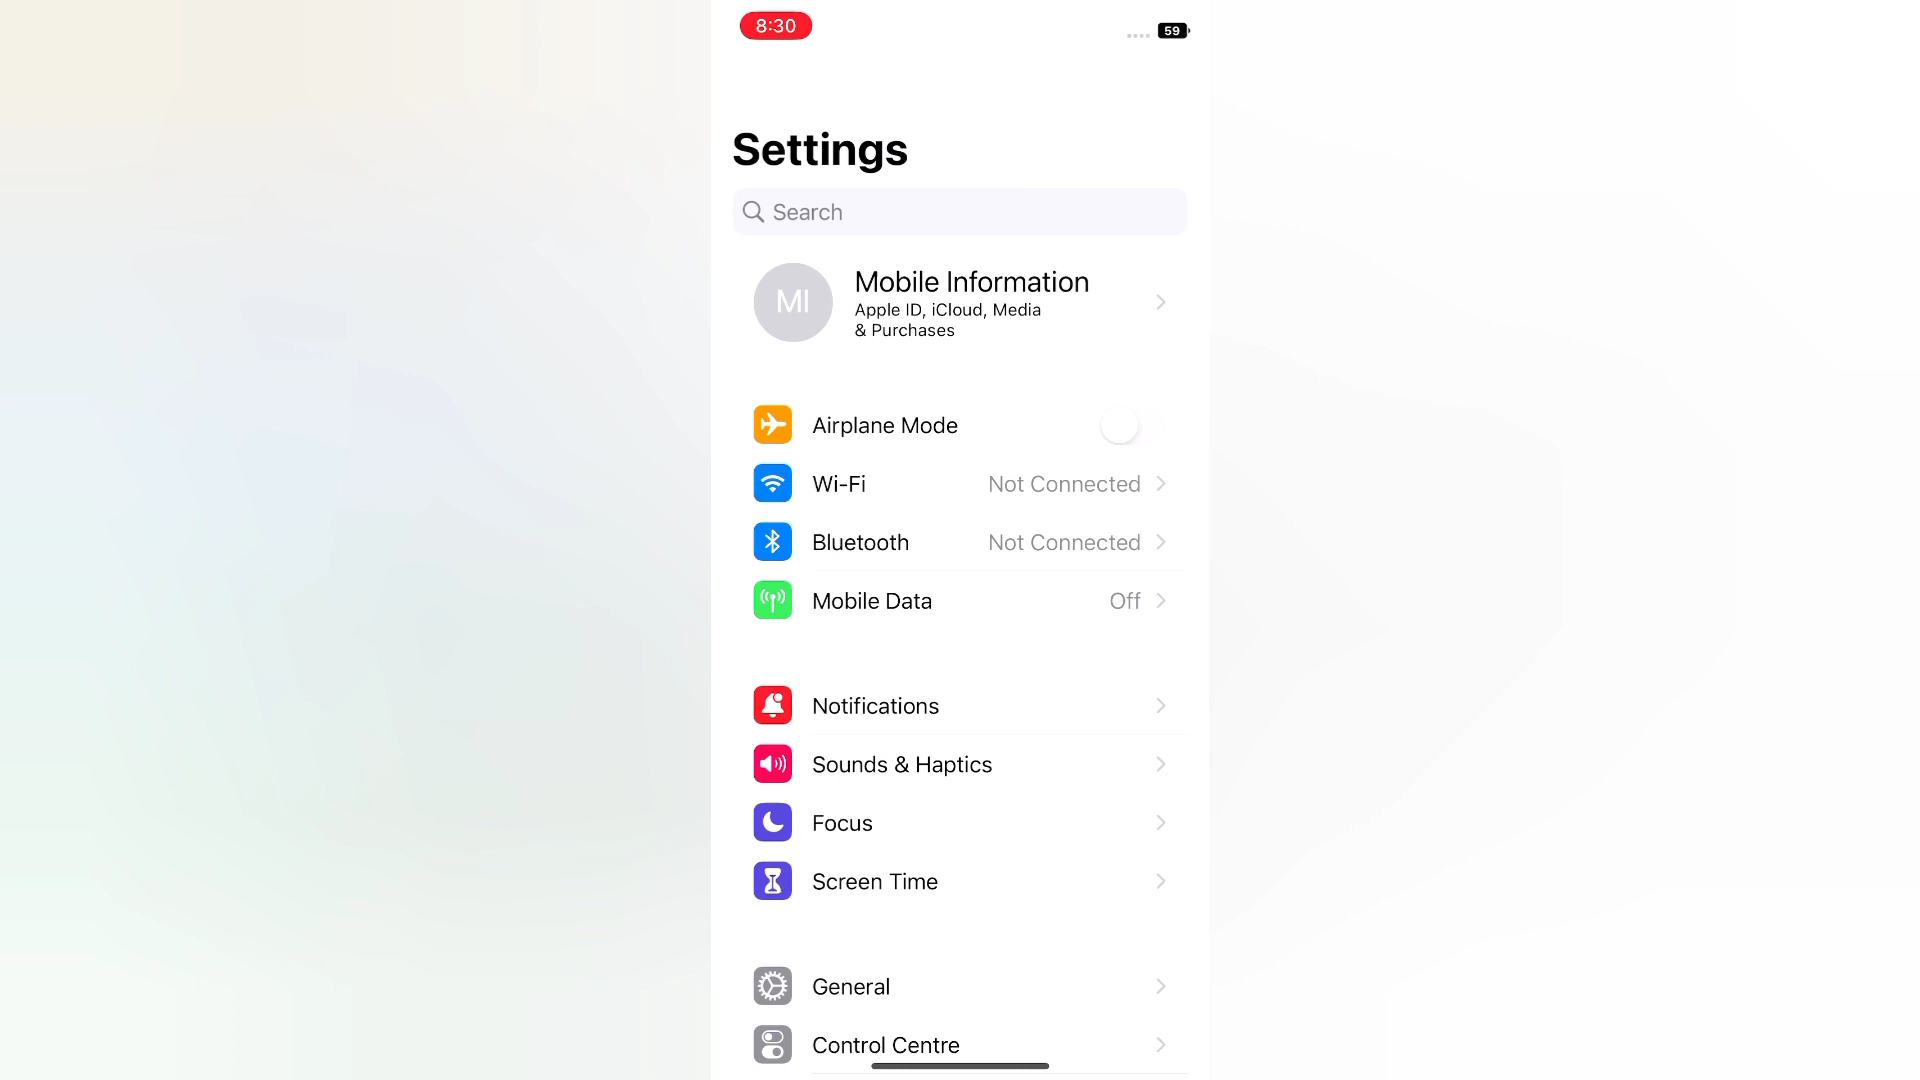 8:30
59
Settings
Search
MI
Mobile Information
Apple ID, iCloud, Media
& Purchases
Airplane Mode
Wi-Fi Not Connected
Bluetooth Not Connected
Mobile Data Off
Notifications
Sounds & Haptics
Focus
Screen Time
General
Control Centre